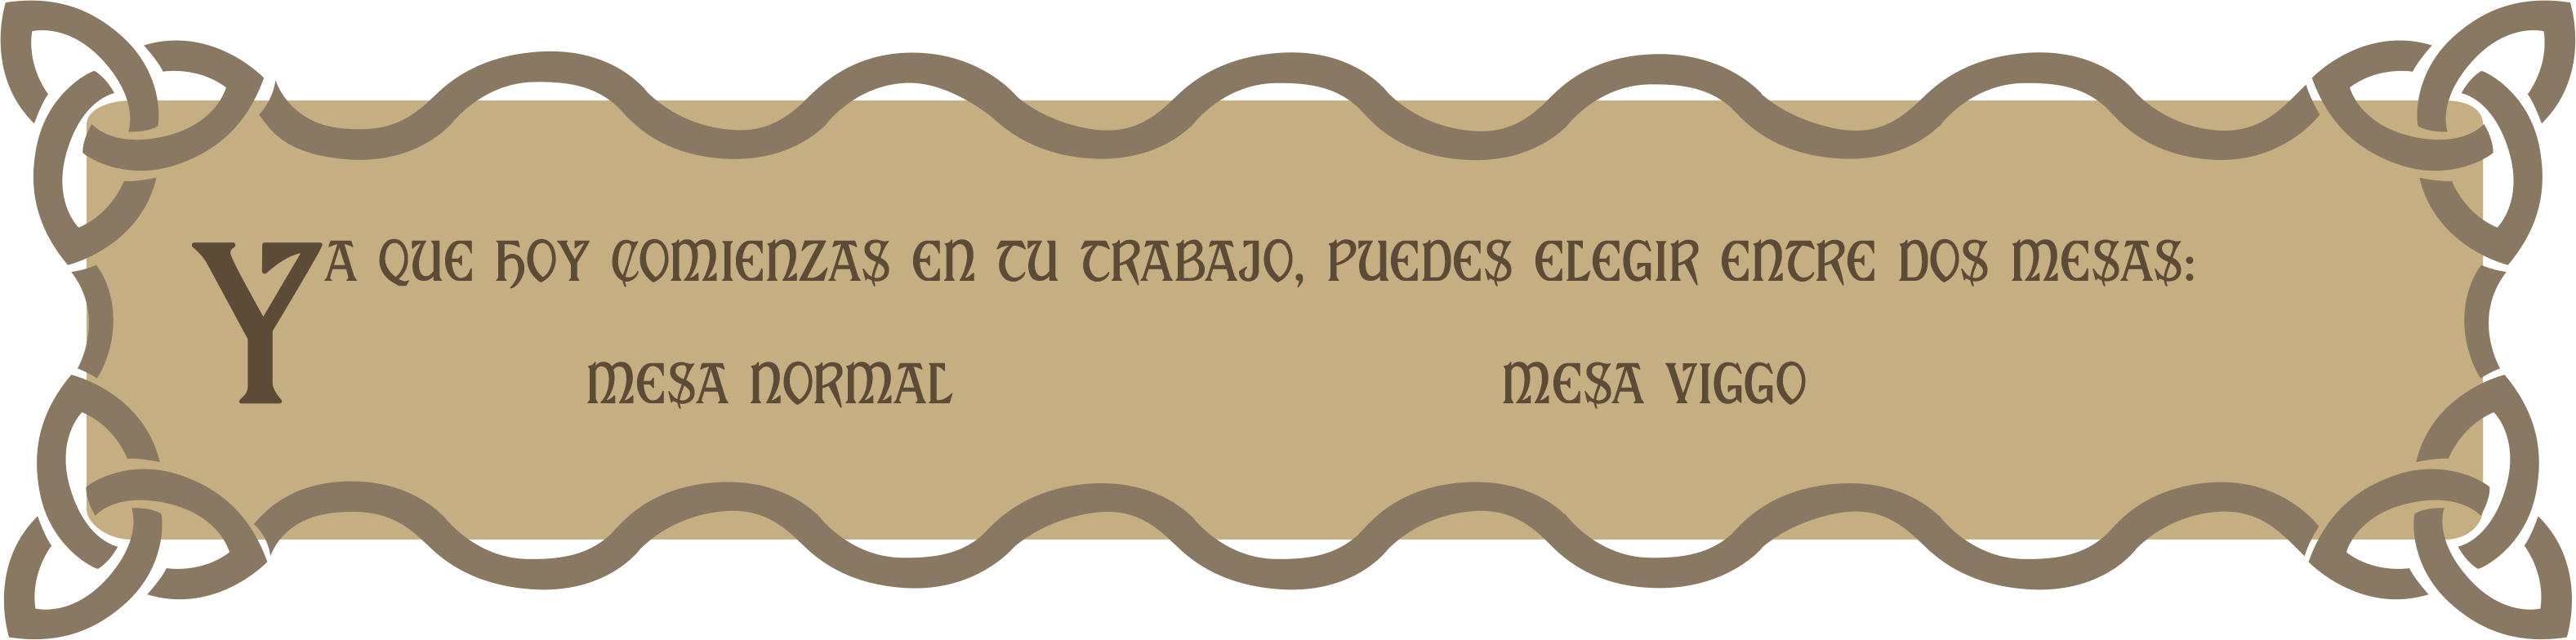 Ya que hoy comienzas en tu trabajo, puedes elegir entre dos mesas:
mesa normal mesa Viggo